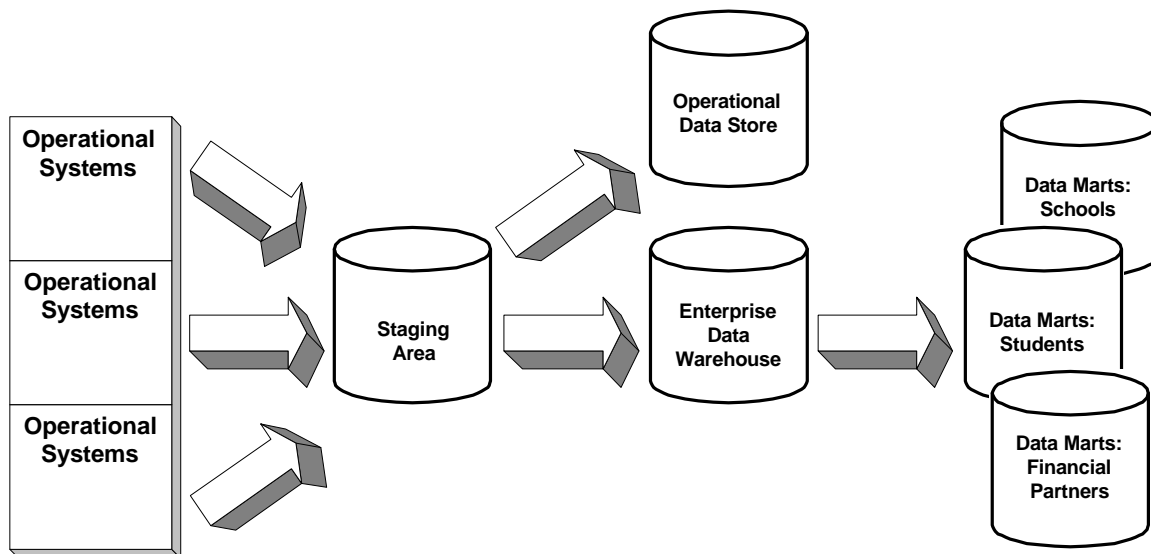 Operational
Systems
Operational
Systems
Operational
Systems
Staging
Area
Operational
Data Store
Enterprise
Data
Warehouse
Data Marts:
Schools
Data Marts:
Students
Data Marts:
Financial
Partners